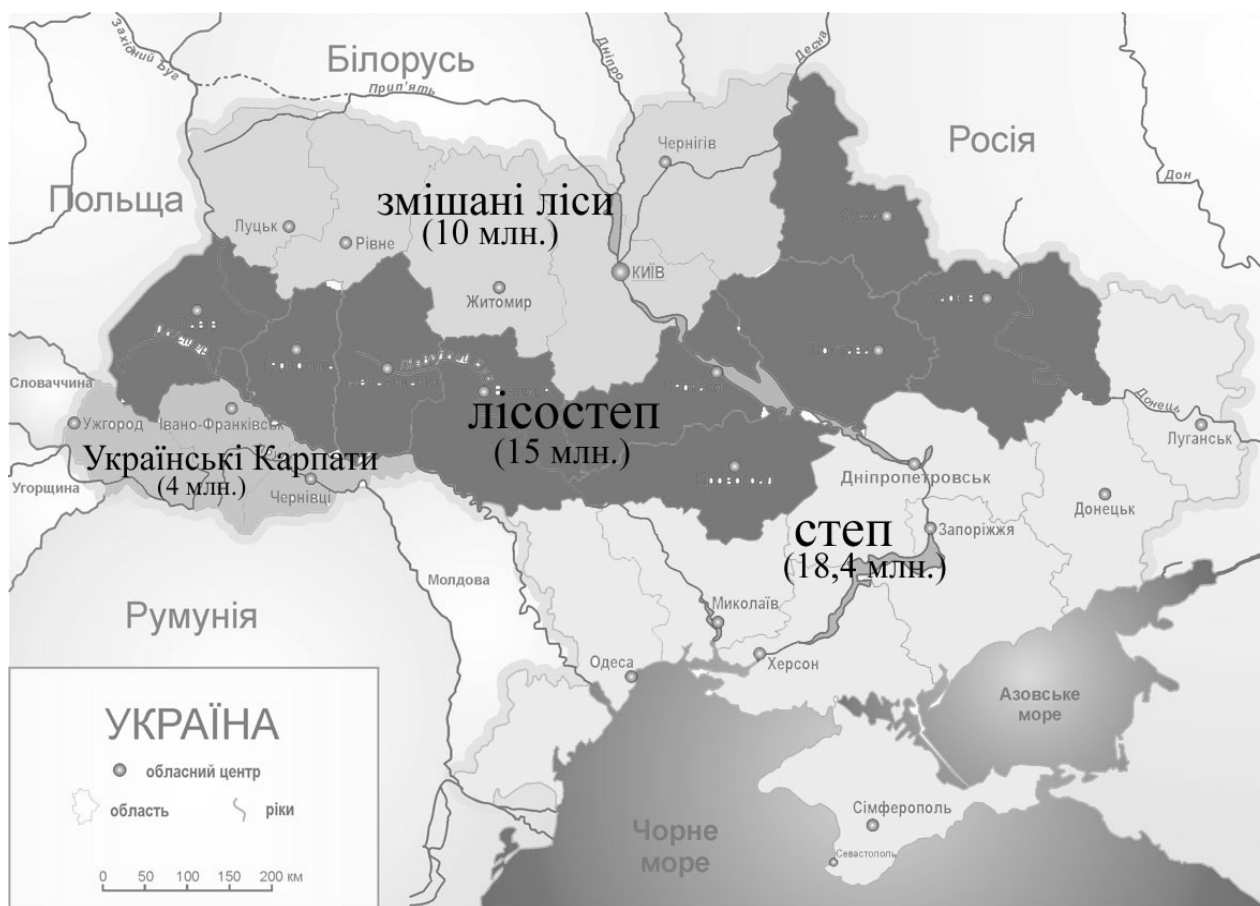 Західний Буг
Білорусь
Прип'ять
Дніпро
Десна
Росія
Дон
Польща
Чернігів
змішані ліси
(10 млн.)
Луцьк
Рівне
КИЇВ
Житомир
Словаччина
Ужгород
Івано-Франківськ
лісостеп
(15 млн.)
Донець
Луганськ
Українські Карпати
(4 млн.)
Угорщина
Чернівці
Дніпропетровськ
Донецьк
степ
(18,4 млн.)
Запоріжжя
Молдова
Румунія
Миколаїв
Херсон
Одеса
Азовське
море
УКРАЇНА
обласний центр
область
ріки
0 50 100 150 200 км
Чорне
море
Сімферополь
Севастополь